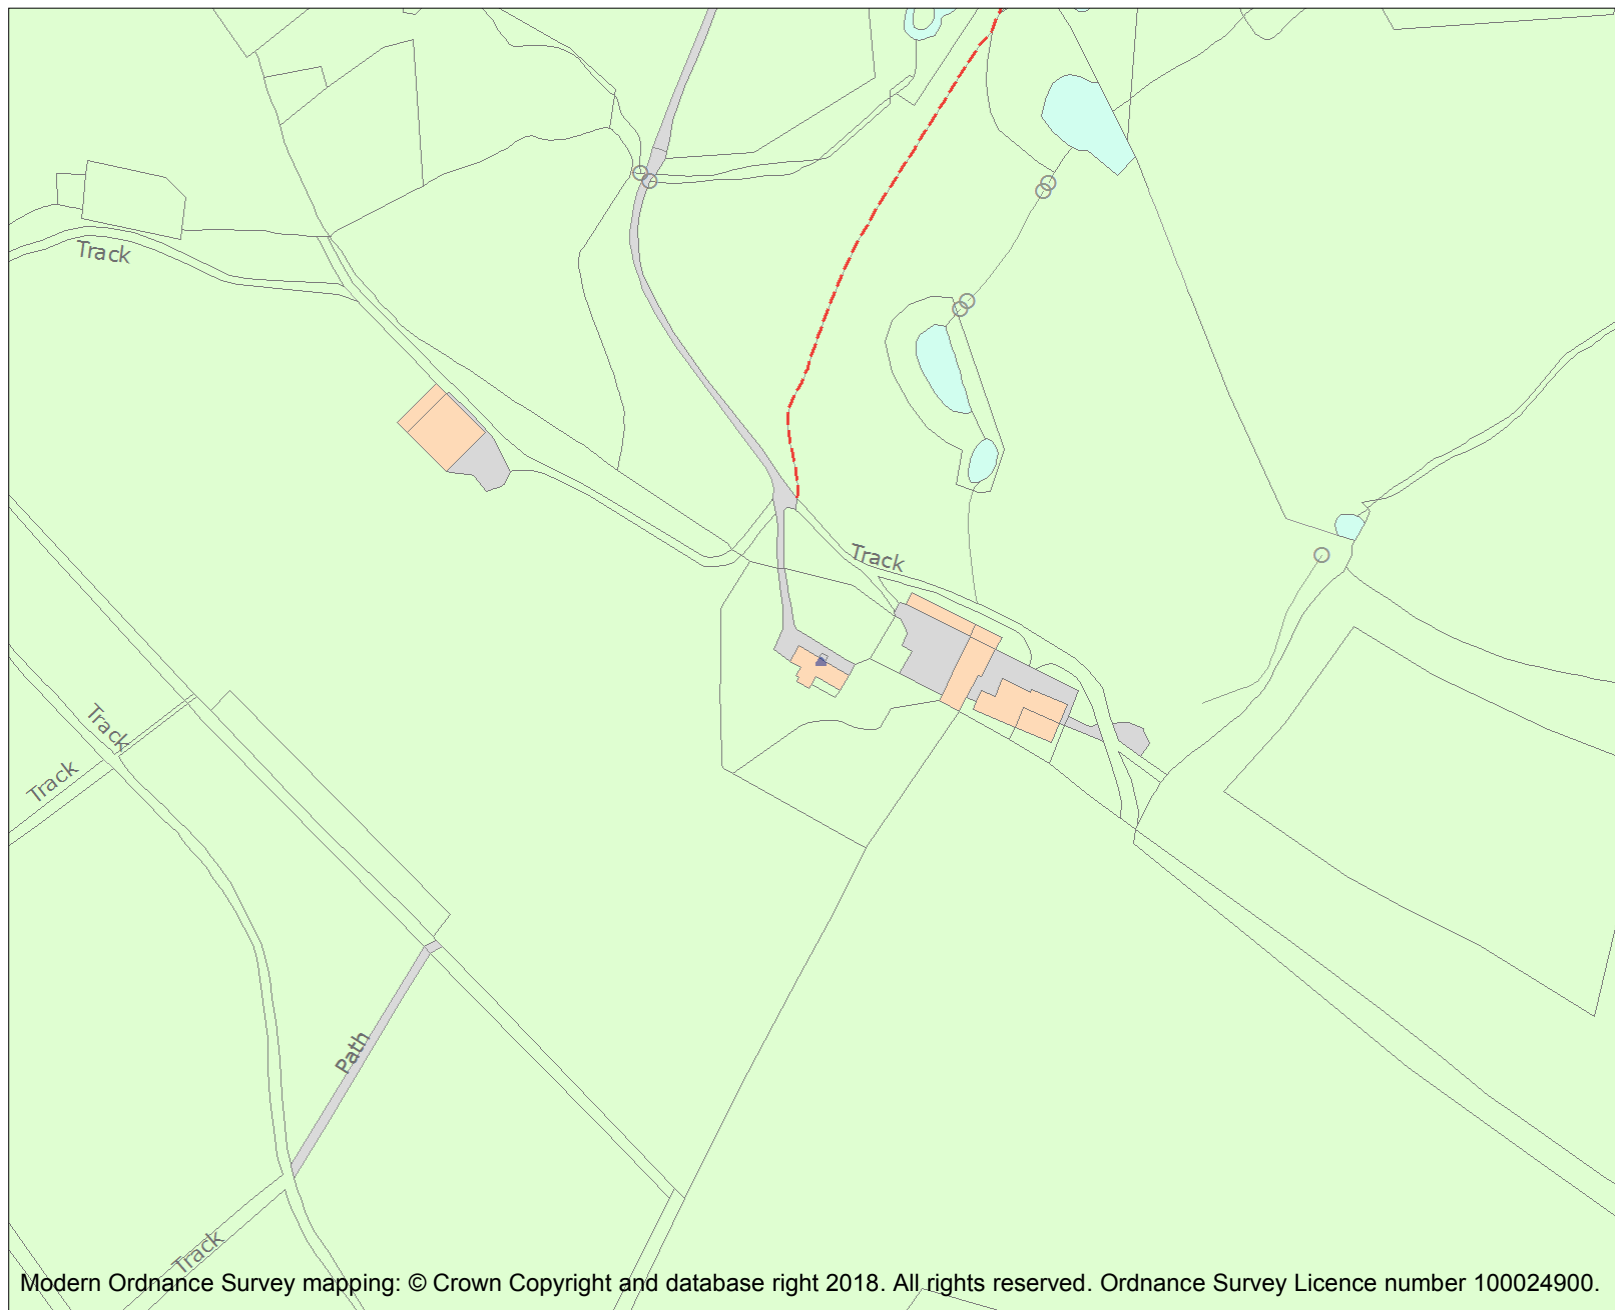 Track
Track
Track
Track
Path
Track
Modern Ordnance Survey mapping: © Crown Copyright and database right 2018. All rights reserved. Ordnance Survey Licence number 100024900.